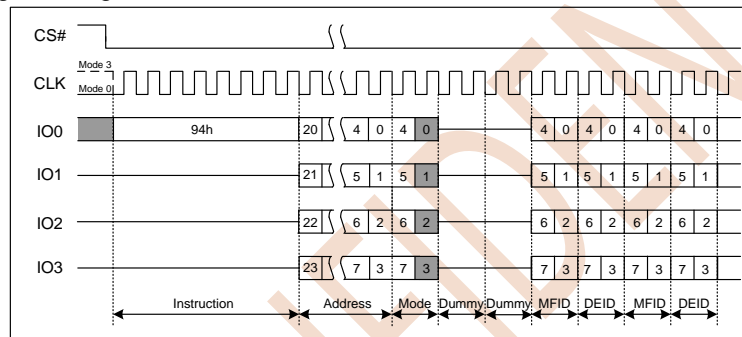 CS#
Mode 3
CLK
Mode 0
IO0 94h 20 4 0 4 0 4 0 4 0 4 0 4 0
IO1 21 5 1 5 1 5 1 5 1 5 1 5 1
IO2 22 6 2 6 2 6 2 6 2 6 2 6 2
IO3 23 7 3 7 3 7 3 7 3 7 3 7 3
Instruction Address Mode Dummy Dummy MFID DEID MFID DEID